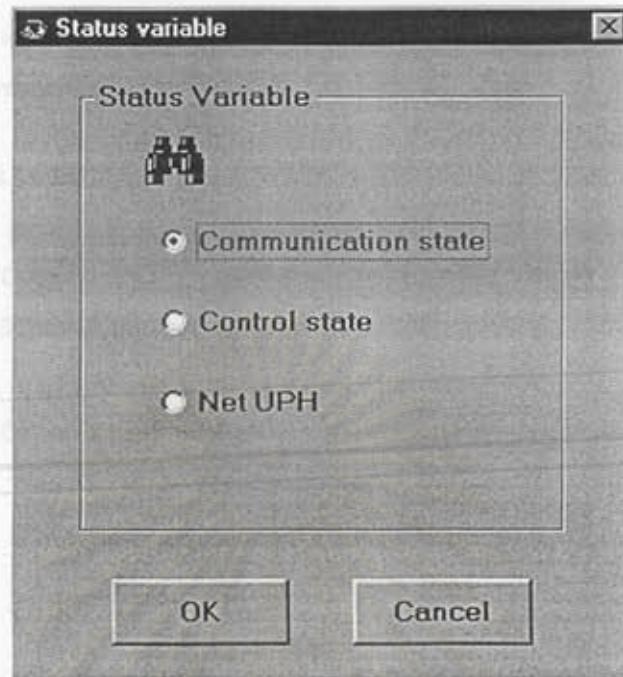 Status variable
Status Variable
Communication state
Control state
Net UPH
OK
Cancel